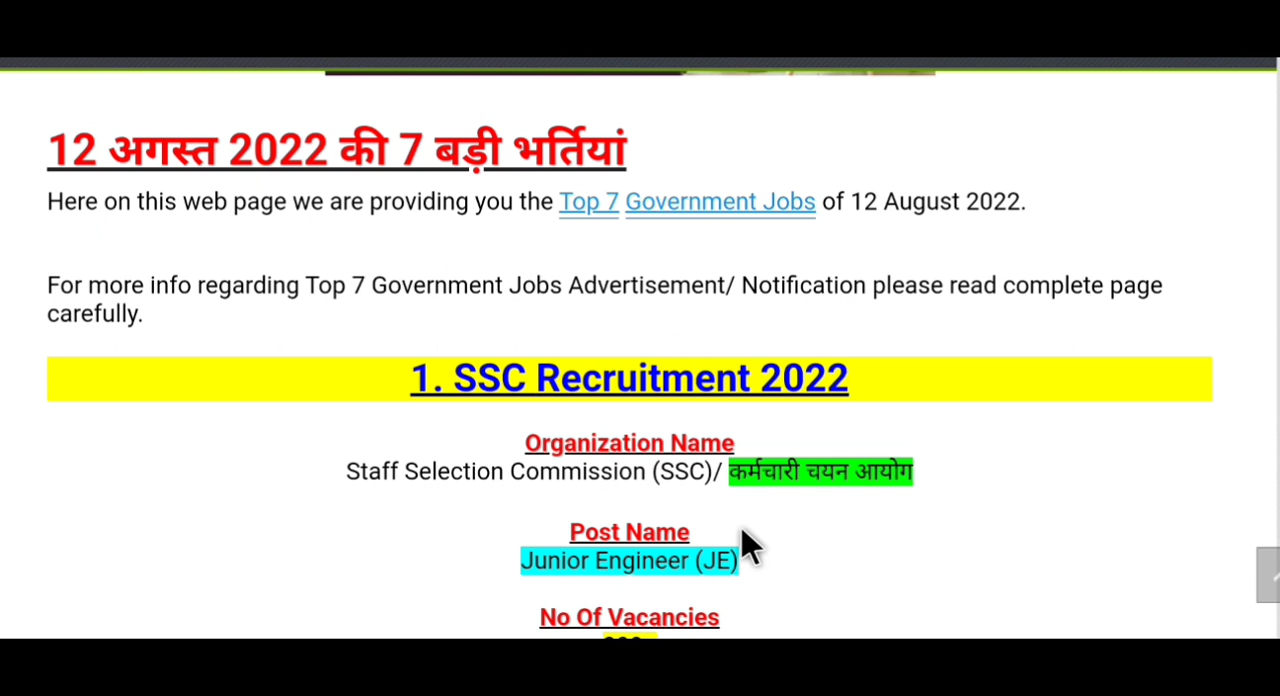 12 अगस्त 2022 की 7 बड़ी भर्तियां
Here on this web page we are providing you the Top 7 Government Jobs of 12 August 2022.
For more info regarding Top 7 Government Jobs Advertisement/ Notification please read complete page
carefully.
1. SSC Recruitment 2022
Organization Name
Staff Selection Commission (SSC)/ कर्मचारी चयन आयोग
Post Name
Junior Engineer (JE)
No Of Vacancies